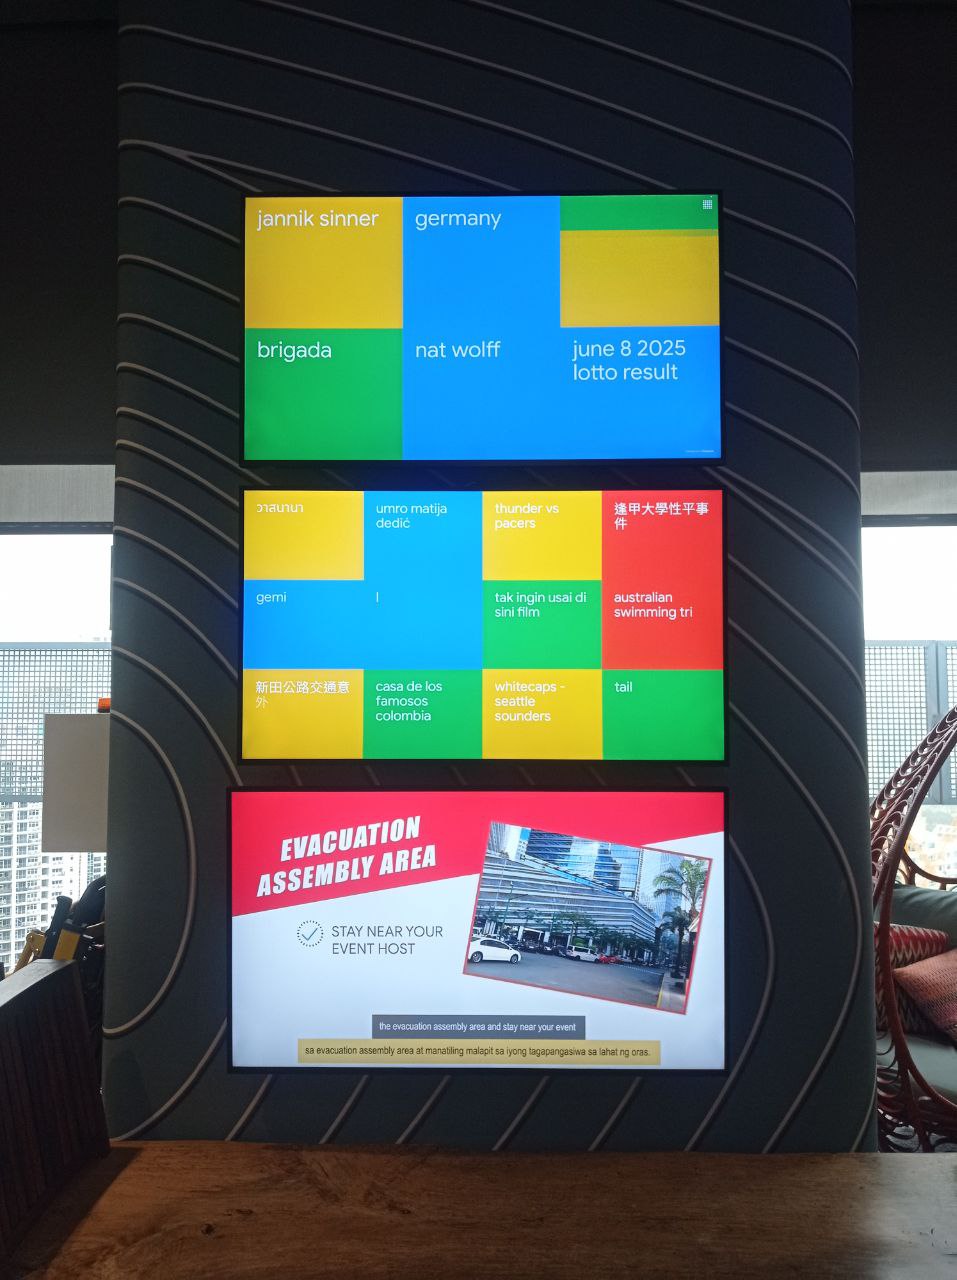 jannik sinner
germany
brigada
nat wolff
june 8 2025
lotto result
วาสนานา
umro matija
dedić
thunder vs
pacers
逢甲大學性平事
件
gemi
l
tak ingin usai di
sini film
australian
swimming tri
新田公路交通意
外
casa de los
famosos
colombia
whitecaps -
seattle
sounders
tail
EVACUATION
ASSEMBLY AREA
STAY NEAR YOUR
EVENT HOST
the evacuation assembly area and stay near your event
sa evacuation assembly area at manatiling malapit sa iyong tagapangasiwa sa lahat ng oras.